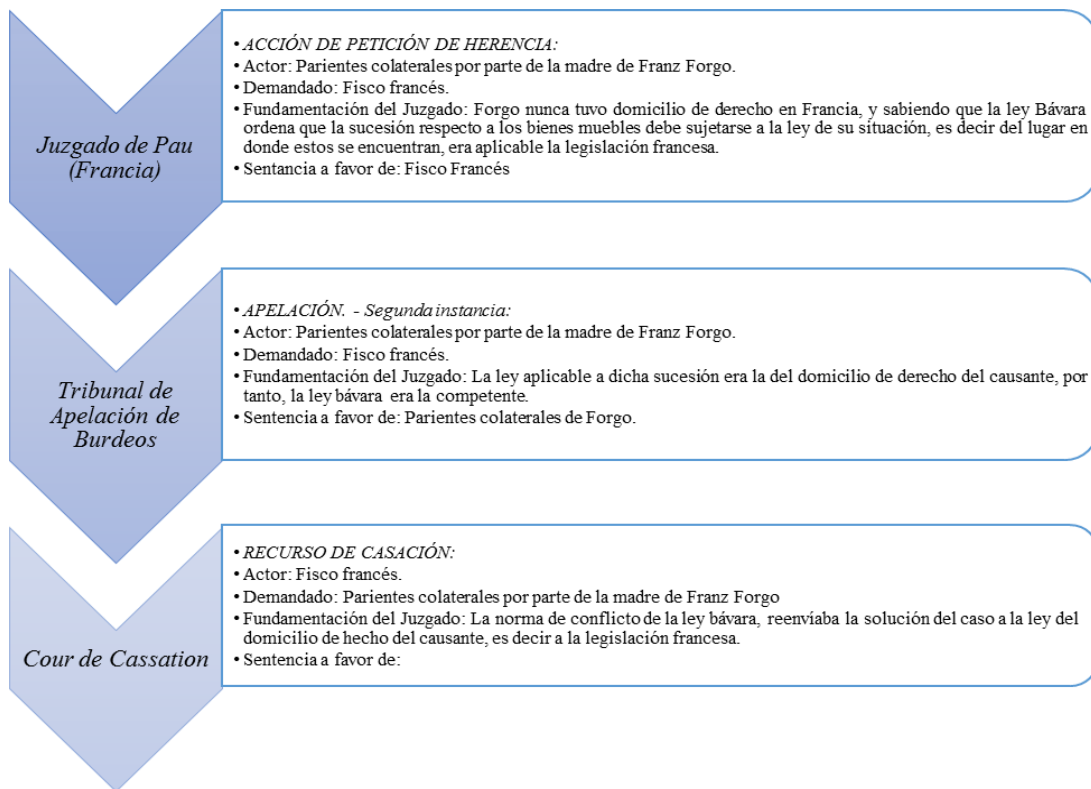 Juzgado de Pau
(Francia)
• ACCIÓN DE PETICIÓN DE HERENCIA:
• Actor: Parientes colaterales por parte de la madre de Franz Forgo.
• Demandado: Fisco francés.
• Fundamentación del Juzgado: Forgo nunca tuvo domicilio de derecho en Francia, y sabiendo que la ley Bávara
ordena que la sucesión respecto a los bienes muebles debe sujetarse a la ley de su situación, es decir del lugar en
donde estos se encuentran, era aplicable la legislación francesa.
• Sentancia a favor de: Fisco Francés
Tribunal de
Apelación de
Burdeos
• APELACIÓN. - Segunda instancia:
• Actor: Parientes colaterales por parte de la madre de Franz Forgo.
• Demandado: Fisco francés.
• Fundamentación del Juzgado: La ley aplicable a dicha sucesión era la del domicilio de derecho del causante, por
tanto, la ley bávara era la competente.
• Sentencia a favor de: Parientes colaterales de Forgo.
Cour de Cassation
• RECURSO DE CASACIÓN:
• Actor: Fisco francés.
• Demandado: Parientes colaterales por parte de la madre de Franz Forgo
• Fundamentación del Juzgado: La norma de conflicto de la ley bávara, reenviaba la solución del caso a la ley del
domicilio de hecho del causante, es decir a la legislación francesa.
• Sentencia a favor de: